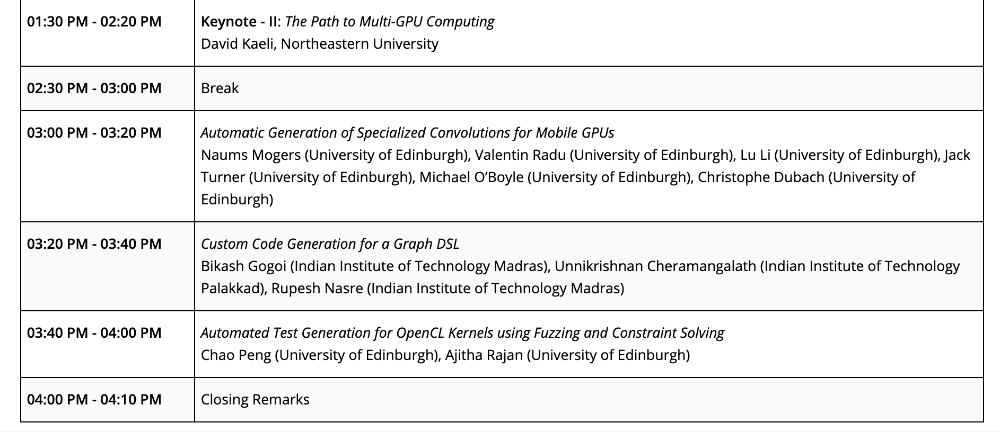 01:30 PM - 02:20 PM
Keynote - II: The Path to Multi-GPU Computing
David Kaeli, Northeastern University
02:30 PM - 03:00 PM
Break
03:00 PM - 03:20 PM
Automatic Generation of Specialized Convolutions for Mobile GPUs
Naums Mogers (University of Edinburgh), Valentin Radu (University of Edinburgh), Lu Li (University of Edinburgh), Jack
Turner (University of Edinburgh), Michael O’Boyle (University of Edinburgh), Christophe Dubach (University of
Edinburgh)
03:20 PM - 03:40 PM
Custom Code Generation for a Graph DSL
Bikash Gogoi (Indian Institute of Technology Madras), Unnikrishnan Cheramangalath (Indian Institute of Technology
Palakkad), Rupesh Nasre (Indian Institute of Technology Madras)
03:40 PM - 04:00 PM
Automated Test Generation for OpenCL Kernels using Fuzzing and Constraint Solving
Chao Peng (University of Edinburgh), Ajitha Rajan (University of Edinburgh)
04:00 PM - 04:10 PM
Closing Remarks